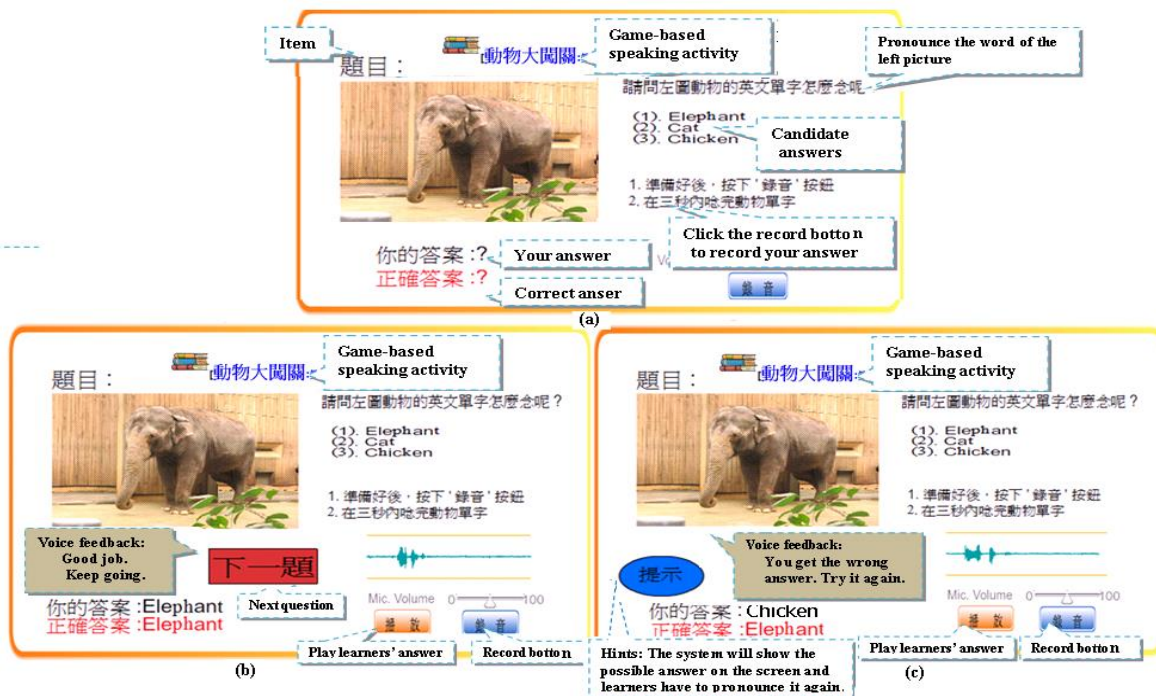 Item
題目：
動物大闖關
Game-based
speaking activity
Pronounce the word of the
left picture
請問左圖動物的英文單字怎麼念呢
(1). Elephant
(2). Cat
(3). Chicken
Candidate
answers
1. 準備好後，按下'錄音'按鈕
2. 在三秒內唸完動物單字
Click the record botton
to record your answer
你的答案 :?
Your answer
正確答案 :?
Correct anser
錄 音
(a)
動物大闖關
Game-based
speaking activity
題目：
請問左圖動物的英文單字怎麼念呢？
(1). Elephant
(2). Cat
(3). Chicken
1. 準備好後，按下'錄音'按鈕
2. 在三秒內唸完動物單字
Voice feedback:
Good job.
Keep going.
下一題
Next question
你的答案 :Elephant
正確答案 :Elephant
Mic. Volume 0 100
播 放
錄 音
Play learners' answer
Record botton
(b)
動物大闖關
Game-based
speaking activity
題目：
請問左圖動物的英文單字怎麼念呢？
(1). Elephant
(2). Cat
(3). Chicken
1. 準備好後，按下'錄音'按鈕
2. 在三秒內唸完動物單字
Voice feedback:
You get the wrong
answer. Try it again.
提示
你的答案 :Chicken
正確答案 :Elephant
Mic. Volume 0 100
播 放
錄 音
Play learners' answer
Record botton
Hints: The system will show the
possible answer on the screen and
learners have to pronounce it again.
(c)